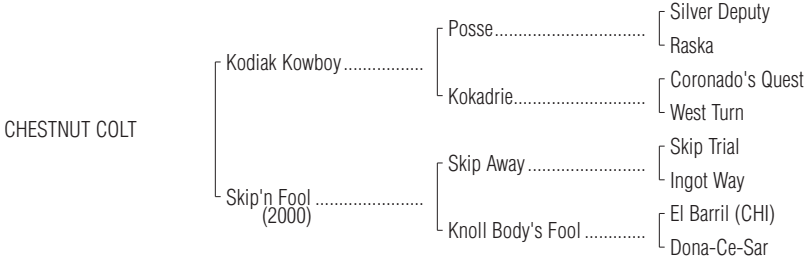 Silver Deputy
Posse..............................
Raska
Kodiak Kowboy................
Coronado's Quest
Kokadrie..........................
West Turn
CHESTNUT COLT
Skip Trial
Skip Away.......................
Ingot Way
Skip'n Fool.....................
(2000)
El Barril (CHI)
Knoll Body's Fool.............
Dona-Ce-Sar